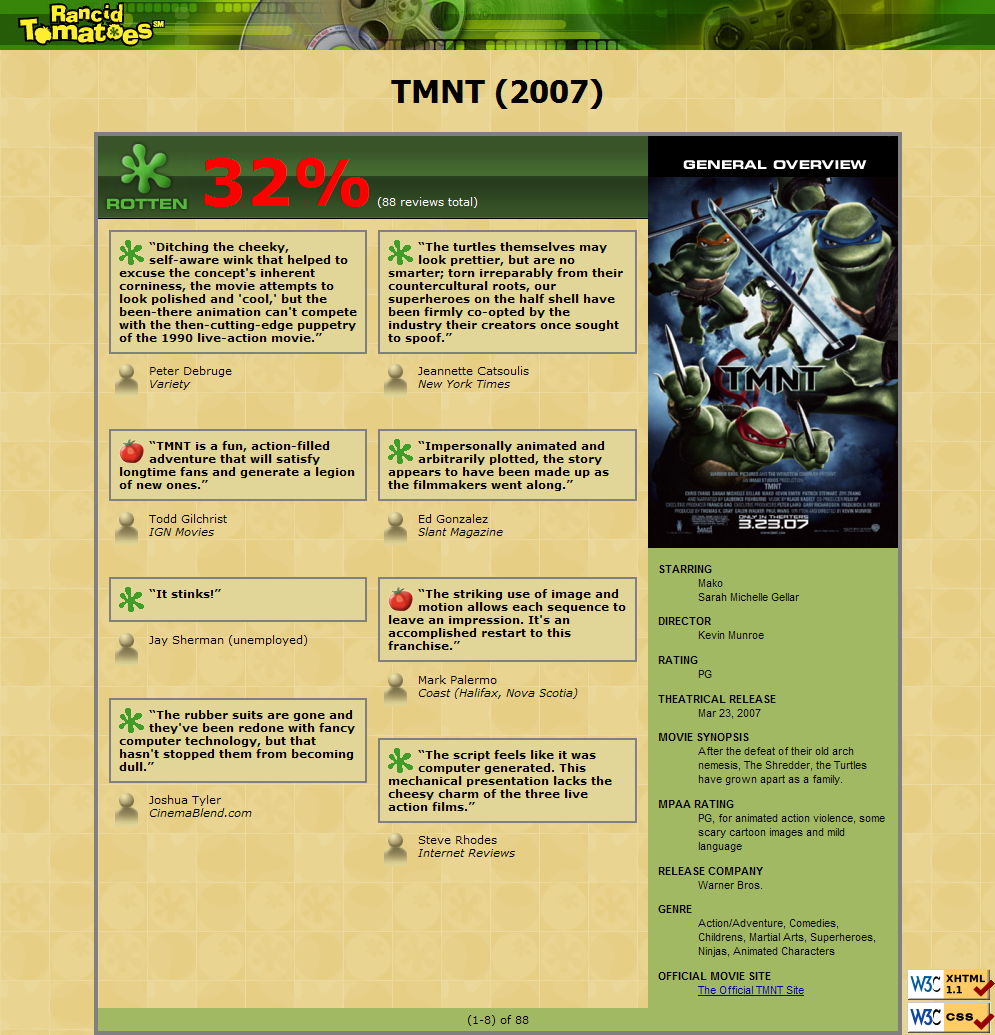 Rancid
TomatoesSM
TMNT (2007)
ROTTEN
32%
(88 reviews total)
“Ditching the cheeky,
self-aware wink that helped to
excuse the concept's inherent
corniness, the movie attempts to
look polished and 'cool,' but the
been-there animation can't compete
with the then-cutting-edge puppetry
of the 1990 live-action movie.”
Peter Debruge
Variety
“TMNT is a fun, action-filled
adventure that will satisfy
longtime fans and generate a legion
of new ones.”
Todd Gilchrist
IGN Movies
“It stinks!”
Jay Sherman (unemployed)
“The rubber suits are gone and
they've been redone with fancy
computer technology, but that
hasn't stopped them from becoming
dull.”
Joshua Tyler
CinemaBlend.com
“The turtles themselves may
look prettier, but are no
smarter; torn irreparably from their
countercultural roots, our
superheroes on the half shell have
been firmly co-opted by the
industry their creators once sought
to spoof.”
Jeannette Catsoulis
New York Times
“Impersonally animated and
arbitrarily plotted, the story
appears to have been made up as
the filmmakers went along.”
Ed Gonzalez
Slant Magazine
“The striking use of image and
motion allows each sequence to
leave an impression. It's an
accomplished restart to this
franchise.”
Mark Palermo
Coast (Halifax, Nova Scotia)
“The script feels like it was
computer generated. This
mechanical presentation lacks the
cheesy charm of the three live
action films.”
Steve Rhodes
Internet Reviews
GENERAL OVERVIEW
TMNT
TMNT
ONLY IN THEATERS
3.23.07
STARRING
Mako
Sarah Michelle Gellar
DIRECTOR
Kevin Munroe
RATING
PG
THEATRICAL RELEASE
Mar 23, 2007
MOVIE SYNOPSIS
After the defeat of their old arch
nemesis, The Shredder, the Turtles
have grown apart as a family.
MPAA RATING
PG, for animated action violence, some
scary cartoon images and mild
language
RELEASE COMPANY
Warner Bros.
GENRE
Action/Adventure, Comedies,
Childrens, Martial Arts, Superheroes,
Ninjas, Animated Characters
OFFICIAL MOVIE SITE
The Official TMNT Site
(1-8) of 88
W3C XHTML
1.1
W3C CSS